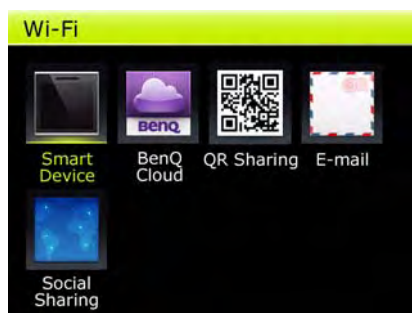 Wi-Fi
BenQ
Smart
Device
BenQ
Cloud
QR Sharing
E-mail
Social
Sharing